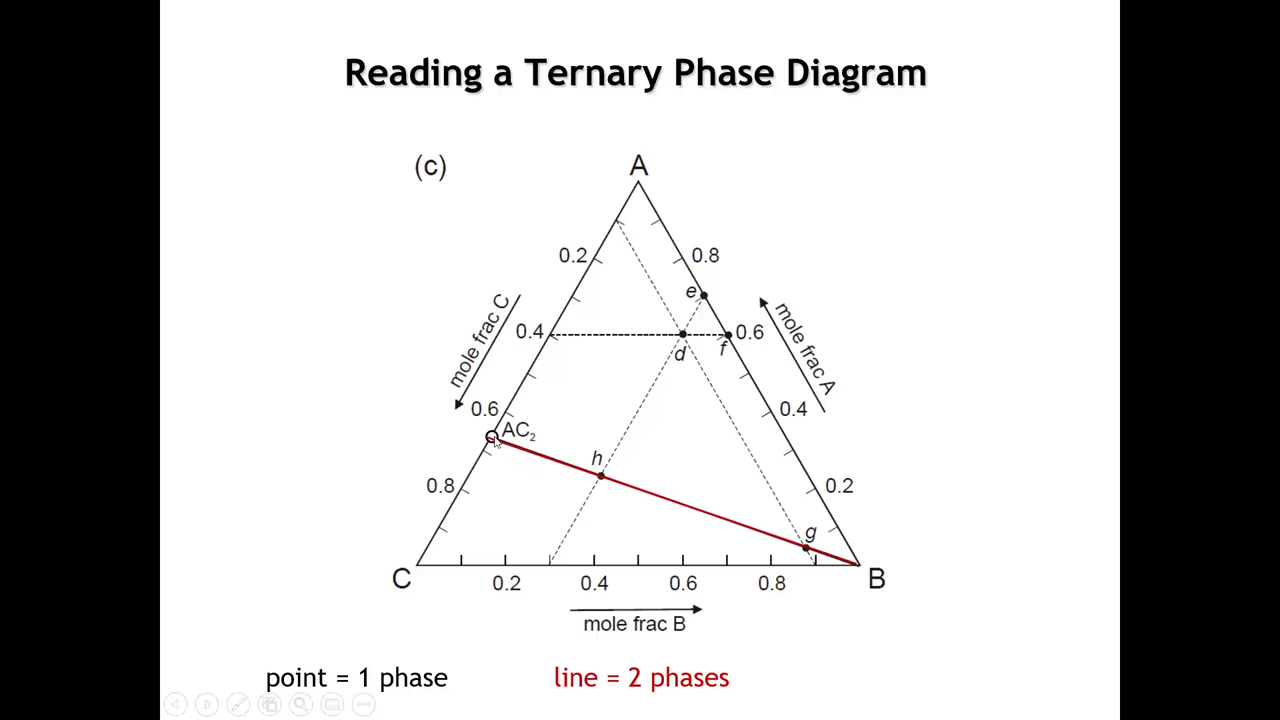 Reading a Ternary Phase Diagram
(c)
A
0.2
0.8
e
mole frac C
0.4
d
f
0.6
mole frac A
0.6
0.4
AC₂
h
0.8
0.2
g
C
B
0.2
0.4
0.6
0.8
mole frac B
point = 1 phase
line = 2 phases